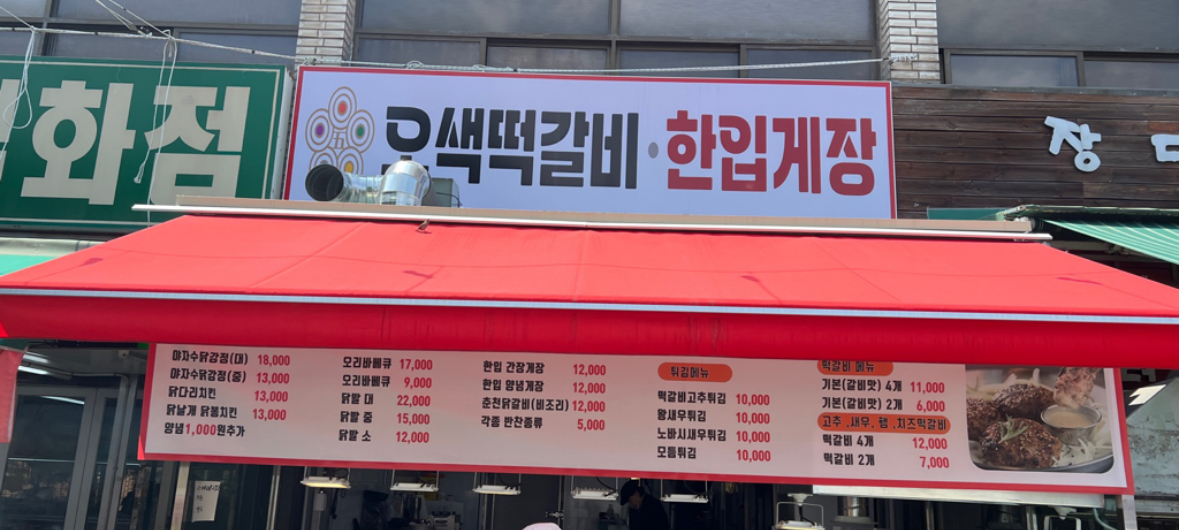 화점
오색떡갈비·한입게장
장
야자수닭강정(대) 18,000
야자수닭강정(중) 13,000
닭다리치킨 13,000
닭날개 닭봉치킨 13,000
양념1,000원추가
오리바베큐 17,000
오리바베큐 9,000
닭발 대 22,000
닭발 중 15,000
닭발 소 12,000
한입 간장게장 12,000
한입 양념게장 12,000
춘천닭갈비(비조리) 12,000
각종 반찬종류 5,000
튀김메뉴
떡갈비고추튀김 10,000
왕새우튀김 10,000
노바시새우튀김 10,000
모듬튀김 10,000
떡갈비 메뉴
기본(갈비맛) 4개 11,000
기본(갈비맛) 2개 6,000
고추 .새우. 햄 .치즈떡갈비
떡갈비 4개 12,000
떡갈비 2개 7,000